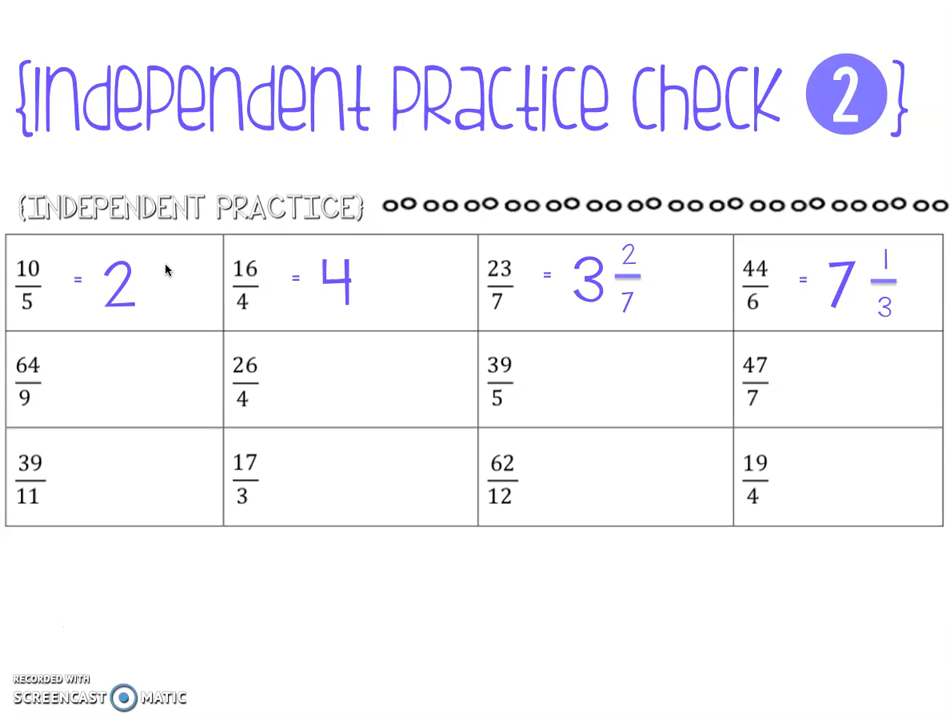 {Independent Practice Check 2}
{INDEPENDENT PRACTICE}
10/5 = 2 16/4 = 4 23/7 = 3 2/7 44/6 = 7 1/3
64/9 26/4 39/5 47/7
39/11 17/3 62/12 19/4
RECORDED WITH
SCREENCAST MATIC